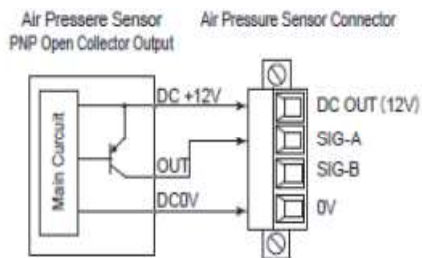 Air Pressere Sensor
PNP Open Collector Output
Air Pressure Sensor Connector
Main Curcuit
DC +12V
OUT
DC0V
DC OUT (12V)
SIG-A
SIG-B
0V